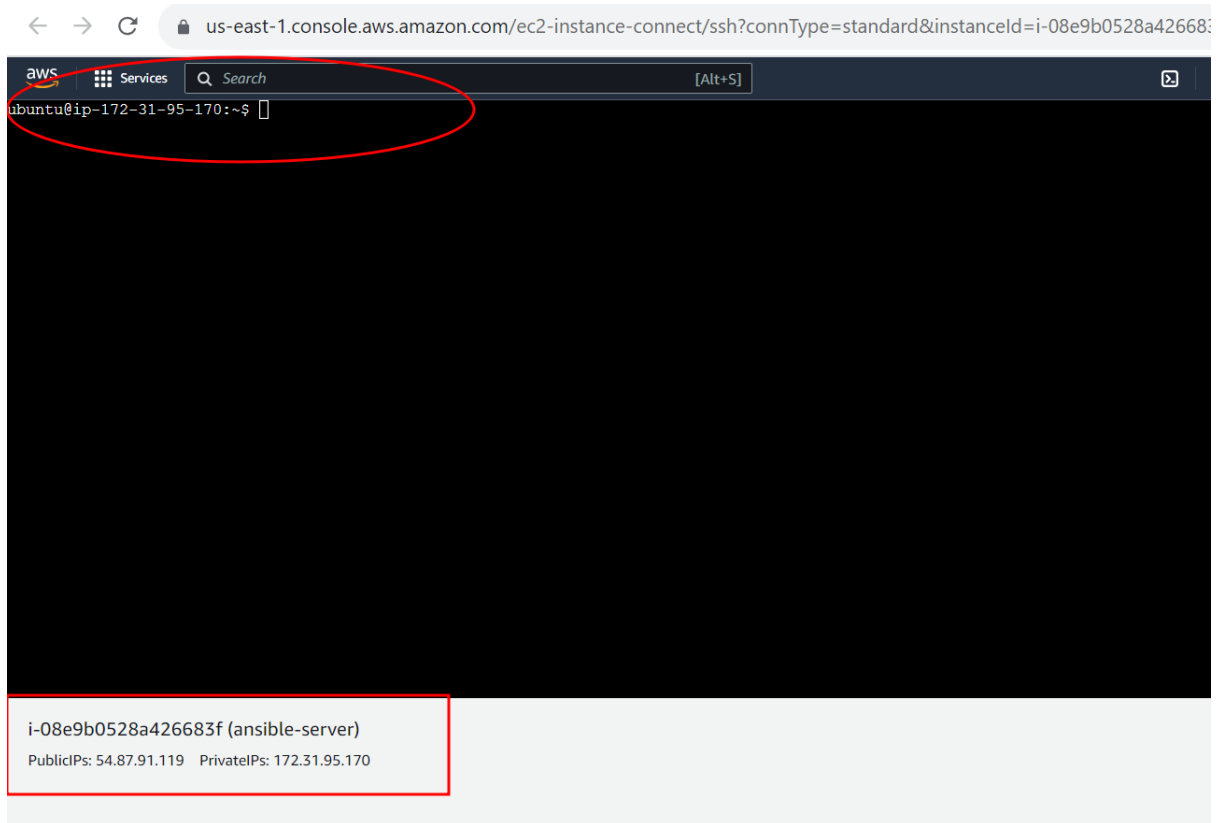 us-east-1.console.aws.amazon.com/ec2-instance-connect/ssh?connType=standard&instanceId=i-08e9b0528a426683
aws Services Search [Alt+S]
ubuntu@ip-172-31-95-170:~$
i-08e9b0528a426683f (ansible-server)
PublicIPs: 54.87.91.119 PrivateIPs: 172.31.95.170